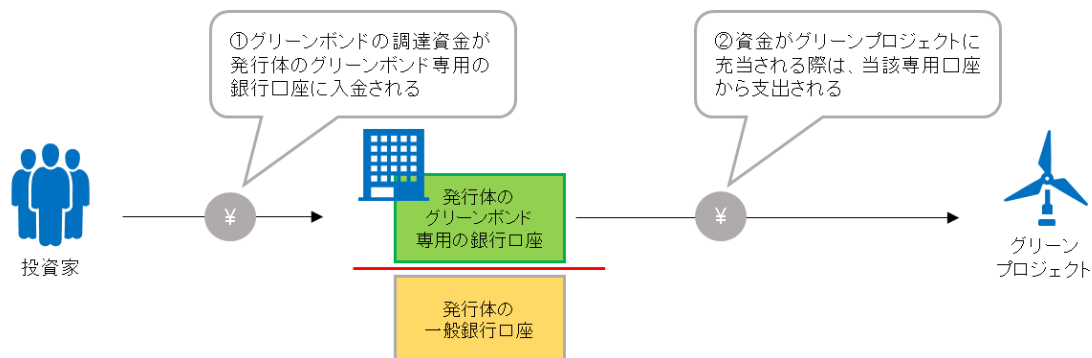 ①グリーンボンドの調達資金が
発行体のグリーンボンド専用の
銀行口座に入金される
②資金がグリーンプロジェクトに
充当される際は、当該専用口座
から支出される
¥
¥
投資家
発行体の
グリーンボンド
専用の銀行口座
発行体の
一般銀行口座
グリーン
プロジェクト